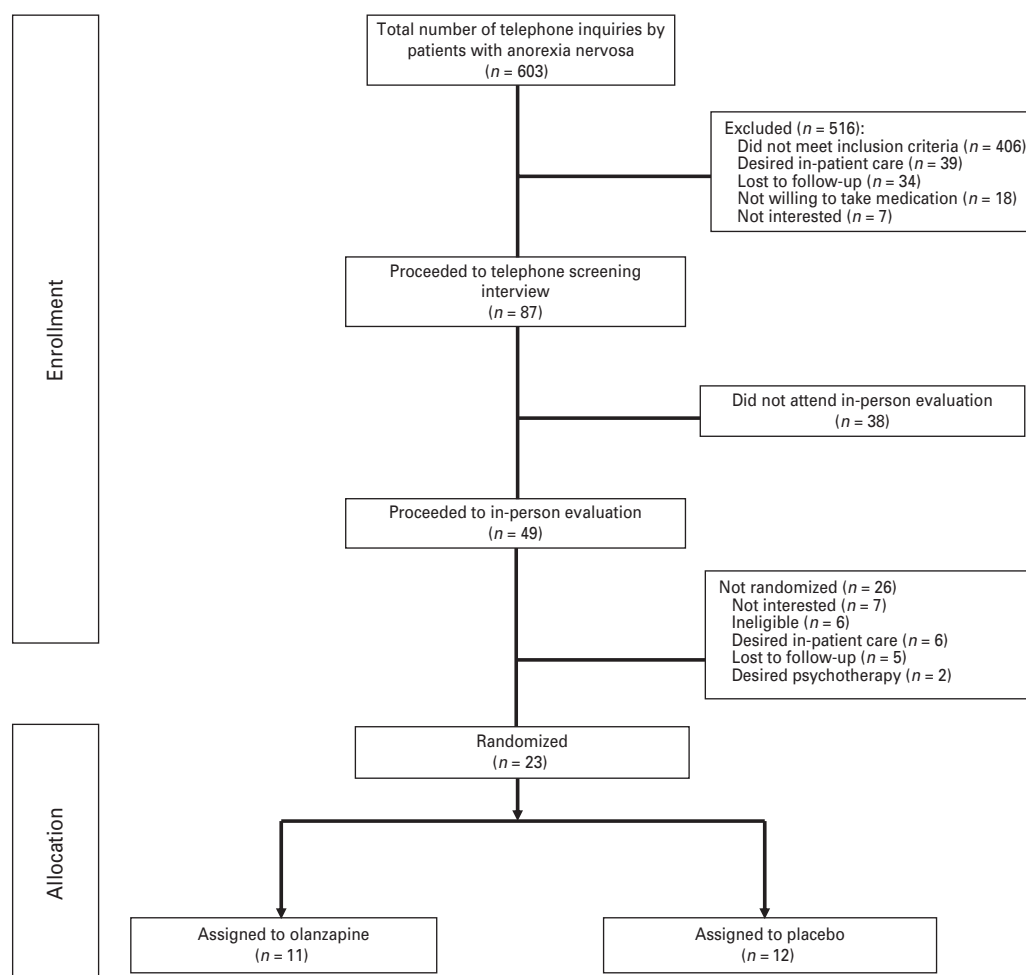 Enrollment
Total number of telephone inquiries by
patients with anorexia nervosa
(n = 603)
Excluded (n = 516):
Did not meet inclusion criteria (n = 406)
Desired in-patient care (n = 39)
Lost to follow-up (n = 34)
Not willing to take medication (n = 18)
Not interested (n = 7)
Proceeded to telephone screening
interview
(n = 87)
Did not attend in-person evaluation
(n = 38)
Proceeded to in-person evaluation
(n = 49)
Not randomized (n = 26)
Not interested (n = 7)
Ineligible (n = 6)
Desired in-patient care (n = 6)
Lost to follow-up (n = 5)
Desired psychotherapy (n = 2)
Allocation
Randomized
(n = 23)
Assigned to olanzapine
(n = 11)
Assigned to placebo
(n = 12)